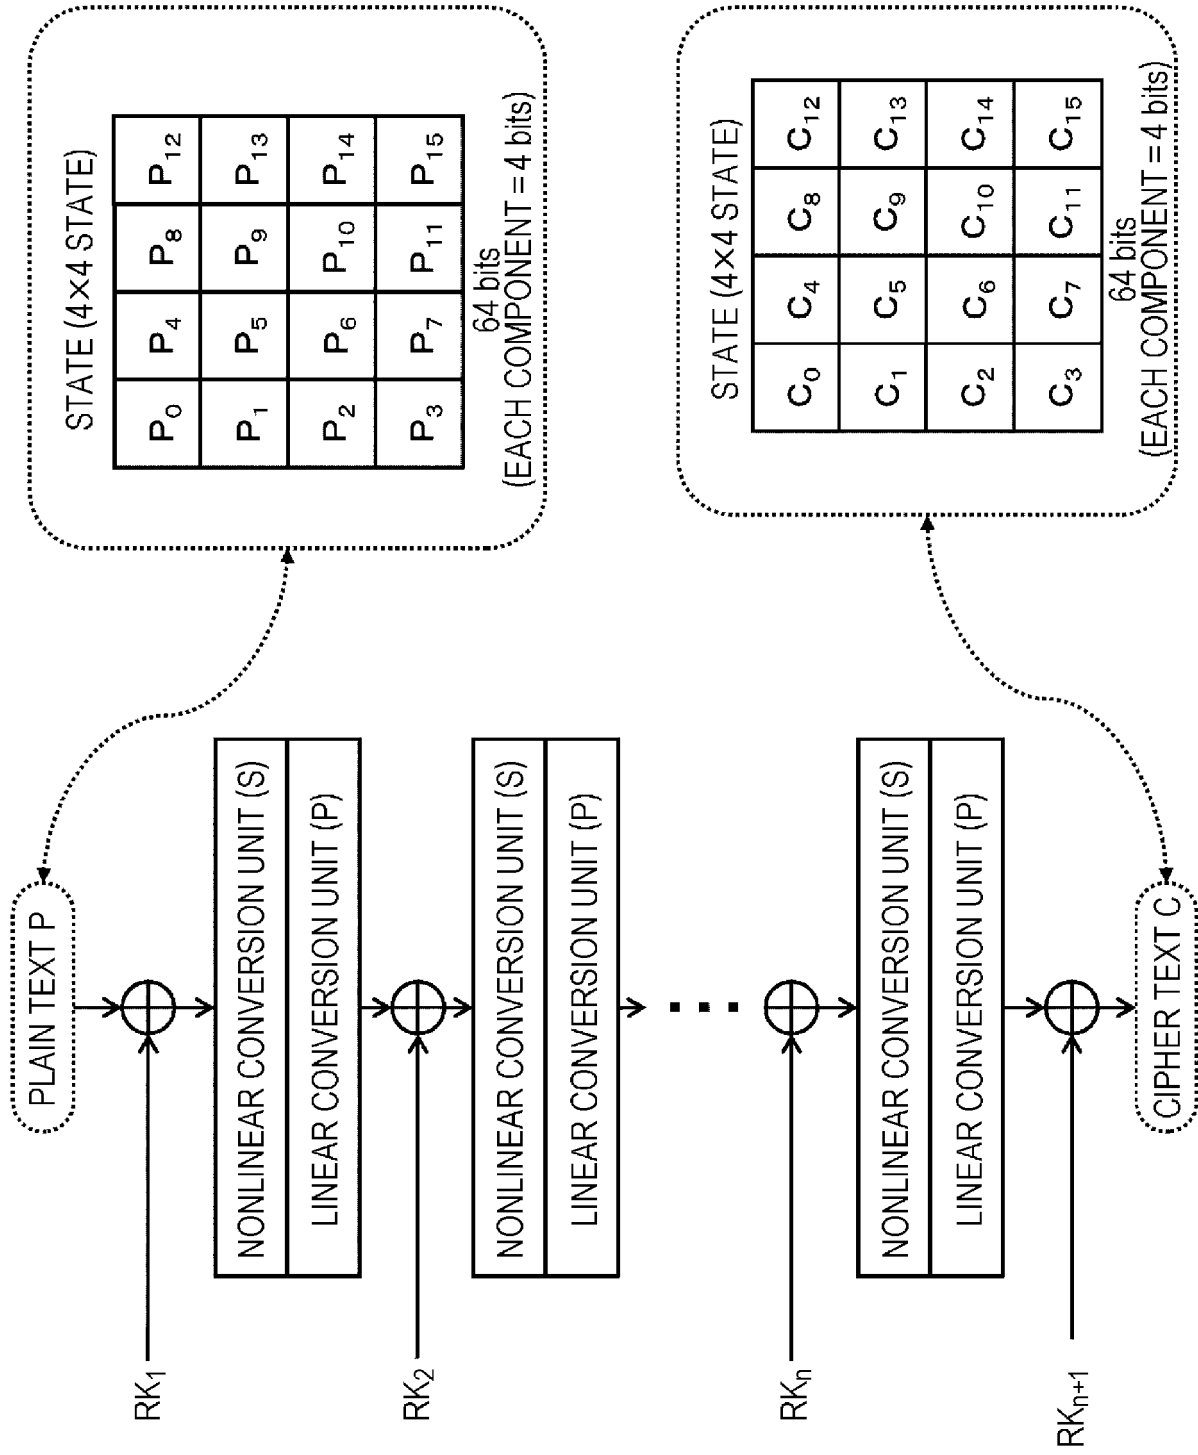 PLAIN TEXT P
RK1
NONLINEAR CONVERSION UNIT (S)
LINEAR CONVERSION UNIT (P)
RK2
NONLINEAR CONVERSION UNIT (S)
LINEAR CONVERSION UNIT (P)
RKn
NONLINEAR CONVERSION UNIT (S)
LINEAR CONVERSION UNIT (P)
RKn+1
CIPHER TEXT C
STATE (4×4 STATE)
P0 P4 P8 P12
P1 P5 P9 P13
P2 P6 P10 P14
P3 P7 P11 P15
64 bits
(EACH COMPONENT = 4 bits)
STATE (4×4 STATE)
C0 C4 C8 C12
C1 C5 C9 C13
C2 C6 C10 C14
C3 C7 C11 C15
64 bits
(EACH COMPONENT = 4 bits)